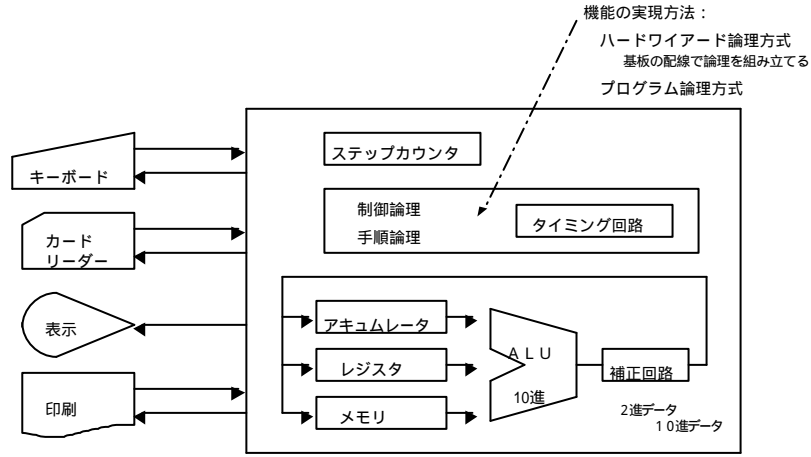 機能の実現方法：
ハードワイアード論理方式
基板の配線で論理を組み立てる
プログラム論理方式
ステップカウンタ
キーボード
制御論理
手順論理
タイミング回路
カード
リーダー
アキュムレータ
表示
レジスタ
ＡＬＵ
補正回路
10進
メモリ
印刷
2進データ
１０進データ